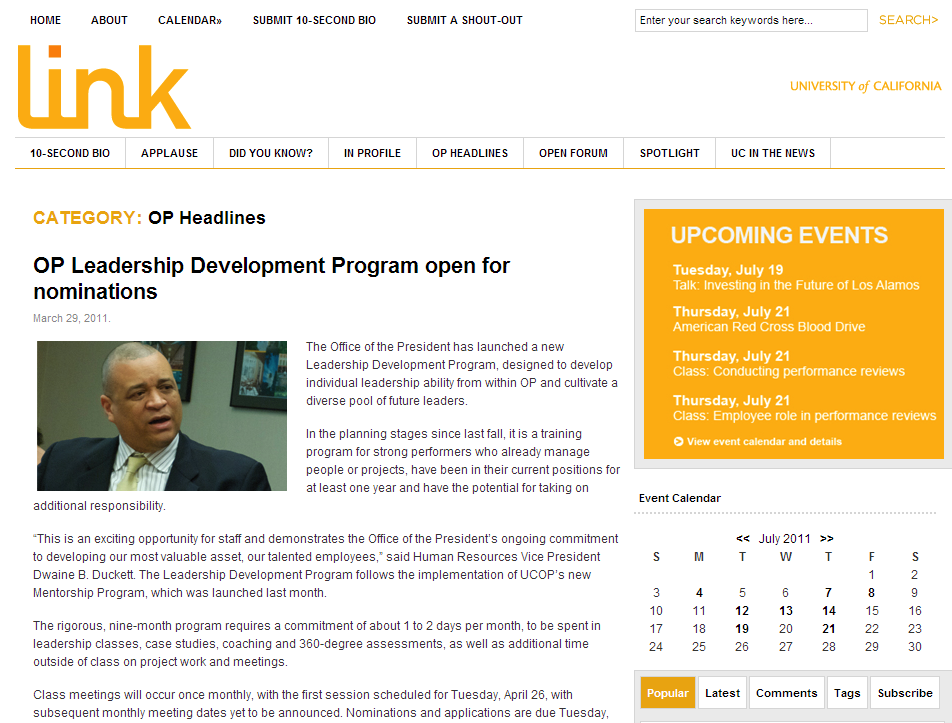 HOME ABOUT CALENDAR» SUBMIT 10-SECOND BIO SUBMIT A SHOUT-OUT
Enter your search keywords here... SEARCH>
link
UNIVERSITY of CALIFORNIA
10-SECOND BIO APPLAUSE DID YOU KNOW? IN PROFILE OP HEADLINES OPEN FORUM SPOTLIGHT UC IN THE NEWS
CATEGORY: OP Headlines
OP Leadership Development Program open for
nominations
March 29, 2011.
The Office of the President has launched a new
Leadership Development Program, designed to develop
individual leadership ability from within OP and cultivate a
diverse pool of future leaders.
In the planning stages since last fall, it is a training
program for strong performers who already manage
people or projects, have been in their current positions for
at least one year and have the potential for taking on
additional responsibility.
“This is an exciting opportunity for staff and demonstrates the Office of the President’s ongoing commitment
to developing our most valuable asset, our talented employees,” said Human Resources Vice President
Dwaine B. Duckett. The Leadership Development Program follows the implementation of UCOP’s new
Mentorship Program, which was launched last month.
The rigorous, nine-month program requires a commitment of about 1 to 2 days per month, to be spent in
leadership classes, case studies, coaching and 360-degree assessments, as well as additional time
outside of class on project work and meetings.
Class meetings will occur once monthly, with the first session scheduled for Tuesday, April 26, with
subsequent monthly meeting dates yet to be announced. Nominations and applications are due Tuesday,
UPCOMING EVENTS
Tuesday, July 19
Talk: Investing in the Future of Los Alamos
Thursday, July 21
American Red Cross Blood Drive
Thursday, July 21
Class: Conducting performance reviews
Thursday, July 21
Class: Employee role in performance reviews
View event calendar and details
Event Calendar
<< July 2011 >>
S M T W T F S
1 2
3 4 5 6 7 8 9
10 11 12 13 14 15 16
17 18 19 20 21 22 23
24 25 26 27 28 29 30
Popular Latest Comments Tags Subscribe